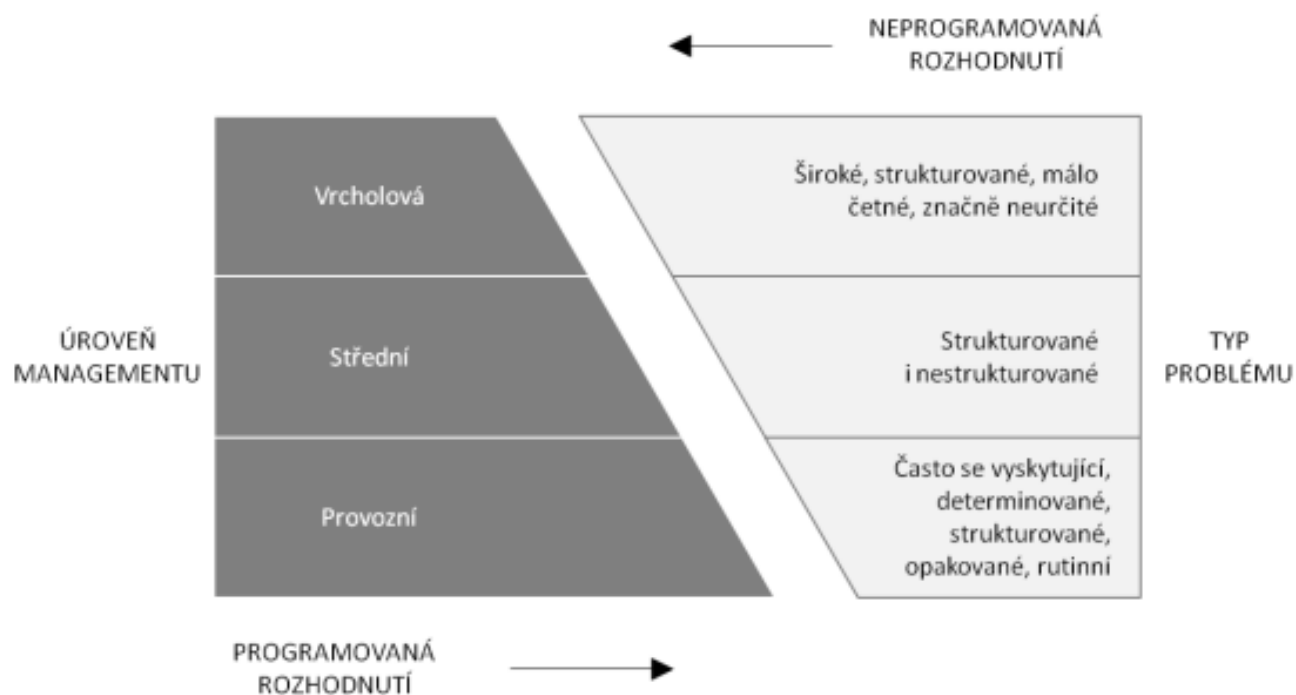 NEPROGRAMOVANÁ
ROZHODNUTÍ
Vrcholová
Široké, strukturované, málo
četné, značně neurčité
ÚROVEŇ
MANAGEMENTU
Střední
Strukturované
i nestrukturované
TYP
PROBLÉMU
Provozní
Často se vyskytující,
determinované,
strukturované,
opakované, rutinní
PROGRAMOVANÁ
ROZHODNUTÍ